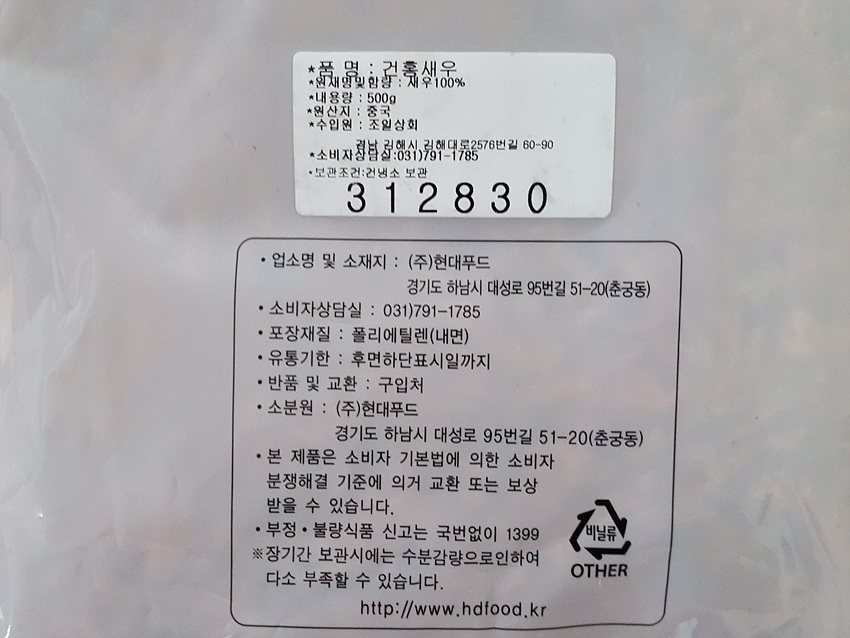 *품 명 : 건홍새우
*원재명및함량 : 새우100%
*내용량 : 500g
*원산지 : 중국
*수입원 : 조일상회
경남 김해시 김해대로2576번길 60-90
*소비자상담실:031)791-1785
*보관조건:건냉소 보관
312830
• 업소명 및 소재지 : (주)현대푸드
경기도 하남시 대성로 95번길 51-20(춘궁동)
• 소비자상담실 : 031)791-1785
• 포장재질 : 폴리에틸렌(내면)
• 유통기한 : 후면하단표시일까지
• 반품 및 교환 : 구입처
• 소분원 : (주)현대푸드
경기도 하남시 대성로 95번길 51-20(춘궁동)
• 본 제품은 소비자 기본법에 의한 소비자
분쟁해결 기준에 의거 교환 또는 보상
받을 수 있습니다.
• 부정 • 불량식품 신고는 국번없이 1399
※장기간 보관시에는 수분감량으로인하여
다소 부족할 수 있습니다.
비닐류
OTHER
http://www.hdfood.kr